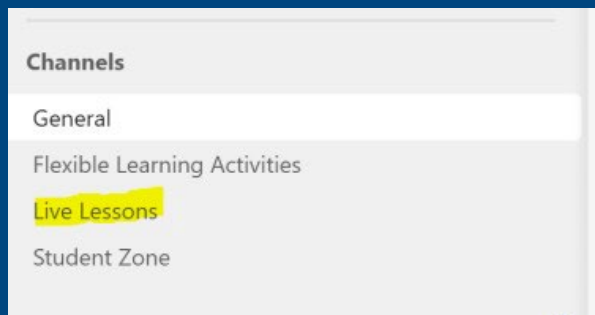 Channels
General
Flexible Learning Activities
Live Lessons
Student Zone